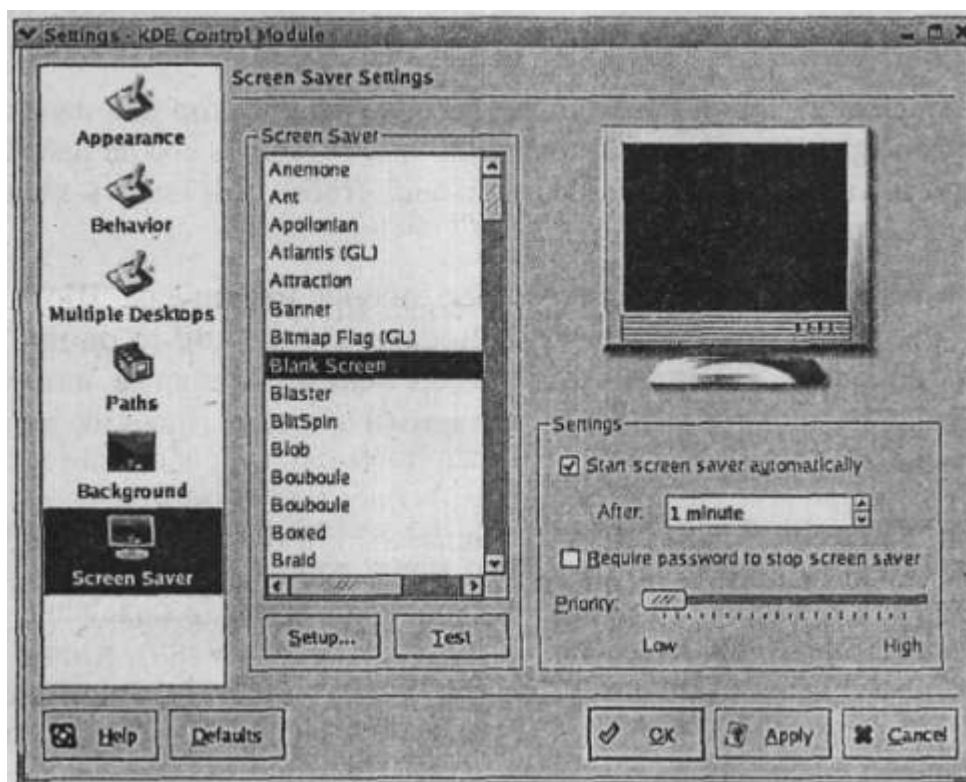 Settings - KDE Control Module
Appearance
Behavior
Multiple Desktops
Paths
Background
Screen Saver
Screen Saver Settings
Screen Saver
Anemone
Ant
Apollonian
Atlantis (GL)
Attraction
Banner
Bitmap Flag (GL)
Blank Screen
Blaster
BlitSpin
Blob
Bouboule
Bouboule
Boxed
Braid
Setup...
Test
Settings
Start screen saver automatically
After: 1 minute
Require password to stop screen saver
Priority:
Low High
Help Defaults OK Apply Cancel